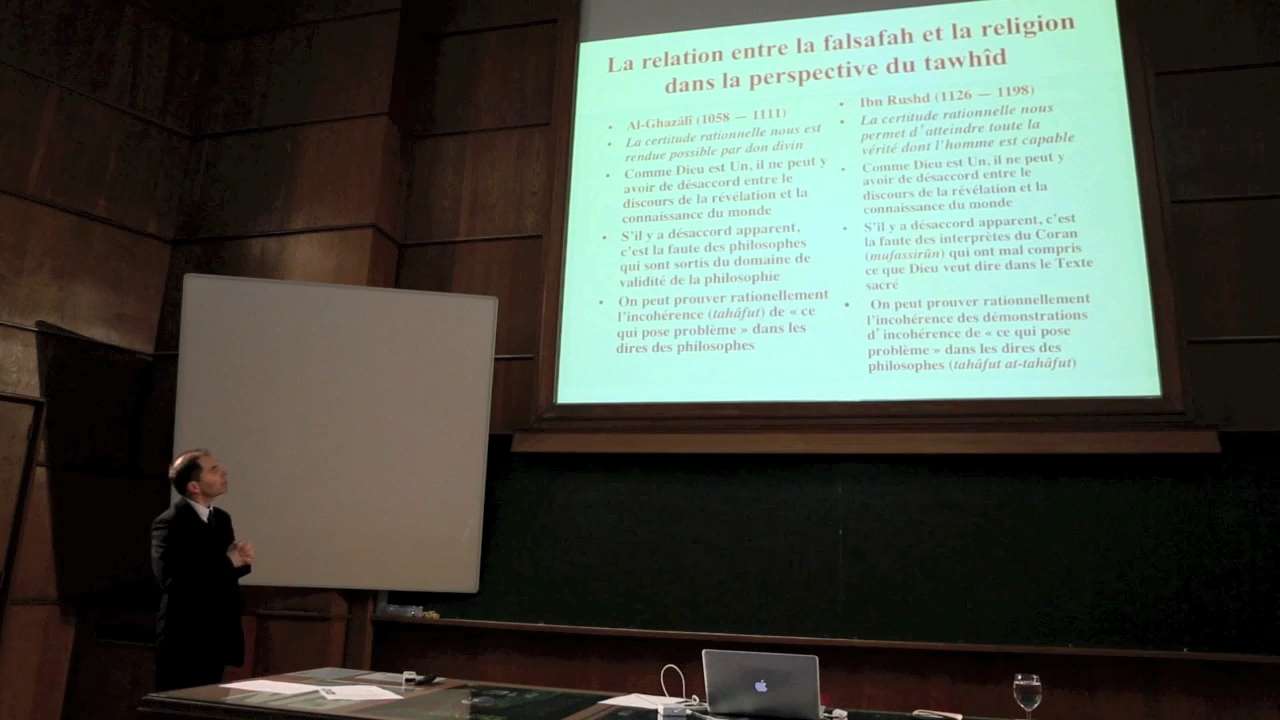 La relation entre la falsafah et la religion
dans la perspective du tawhîd
• Al-Ghazâlî (1058 — 1111)
• La certitude rationnelle nous est
rendue possible par don divin
• Comme Dieu est Un, il ne peut y
avoir de désaccord entre le
discours de la révélation et la
connaissance du monde
• S'il y a désaccord apparent,
c'est la faute des philosophes
qui sont sortis du domaine de
validité de la philosophie
• On peut prouver rationellement
l'incohérence (tahâfut) de « ce
qui pose problème » dans les
dires des philosophes
• Ibn Rushd (1126 — 1198)
• La certitude rationnelle nous
permet d'atteindre toute la
vérité dont l'homme est capable
• Comme Dieu est Un, il ne peut y
avoir de désaccord entre le
discours de la révélation et la
connaissance du monde
• S'il y a désaccord apparent, c'est
la faute des interprètes du Coran
(mufassirûn) qui ont mal compris
ce que Dieu veut dire dans le Texte
sacré
• On peut prouver rationnellement
l'incohérence des démonstrations
d'incohérence de « ce qui pose
problème » dans les dires des
philosophes (tahâfut at-tahâfut)